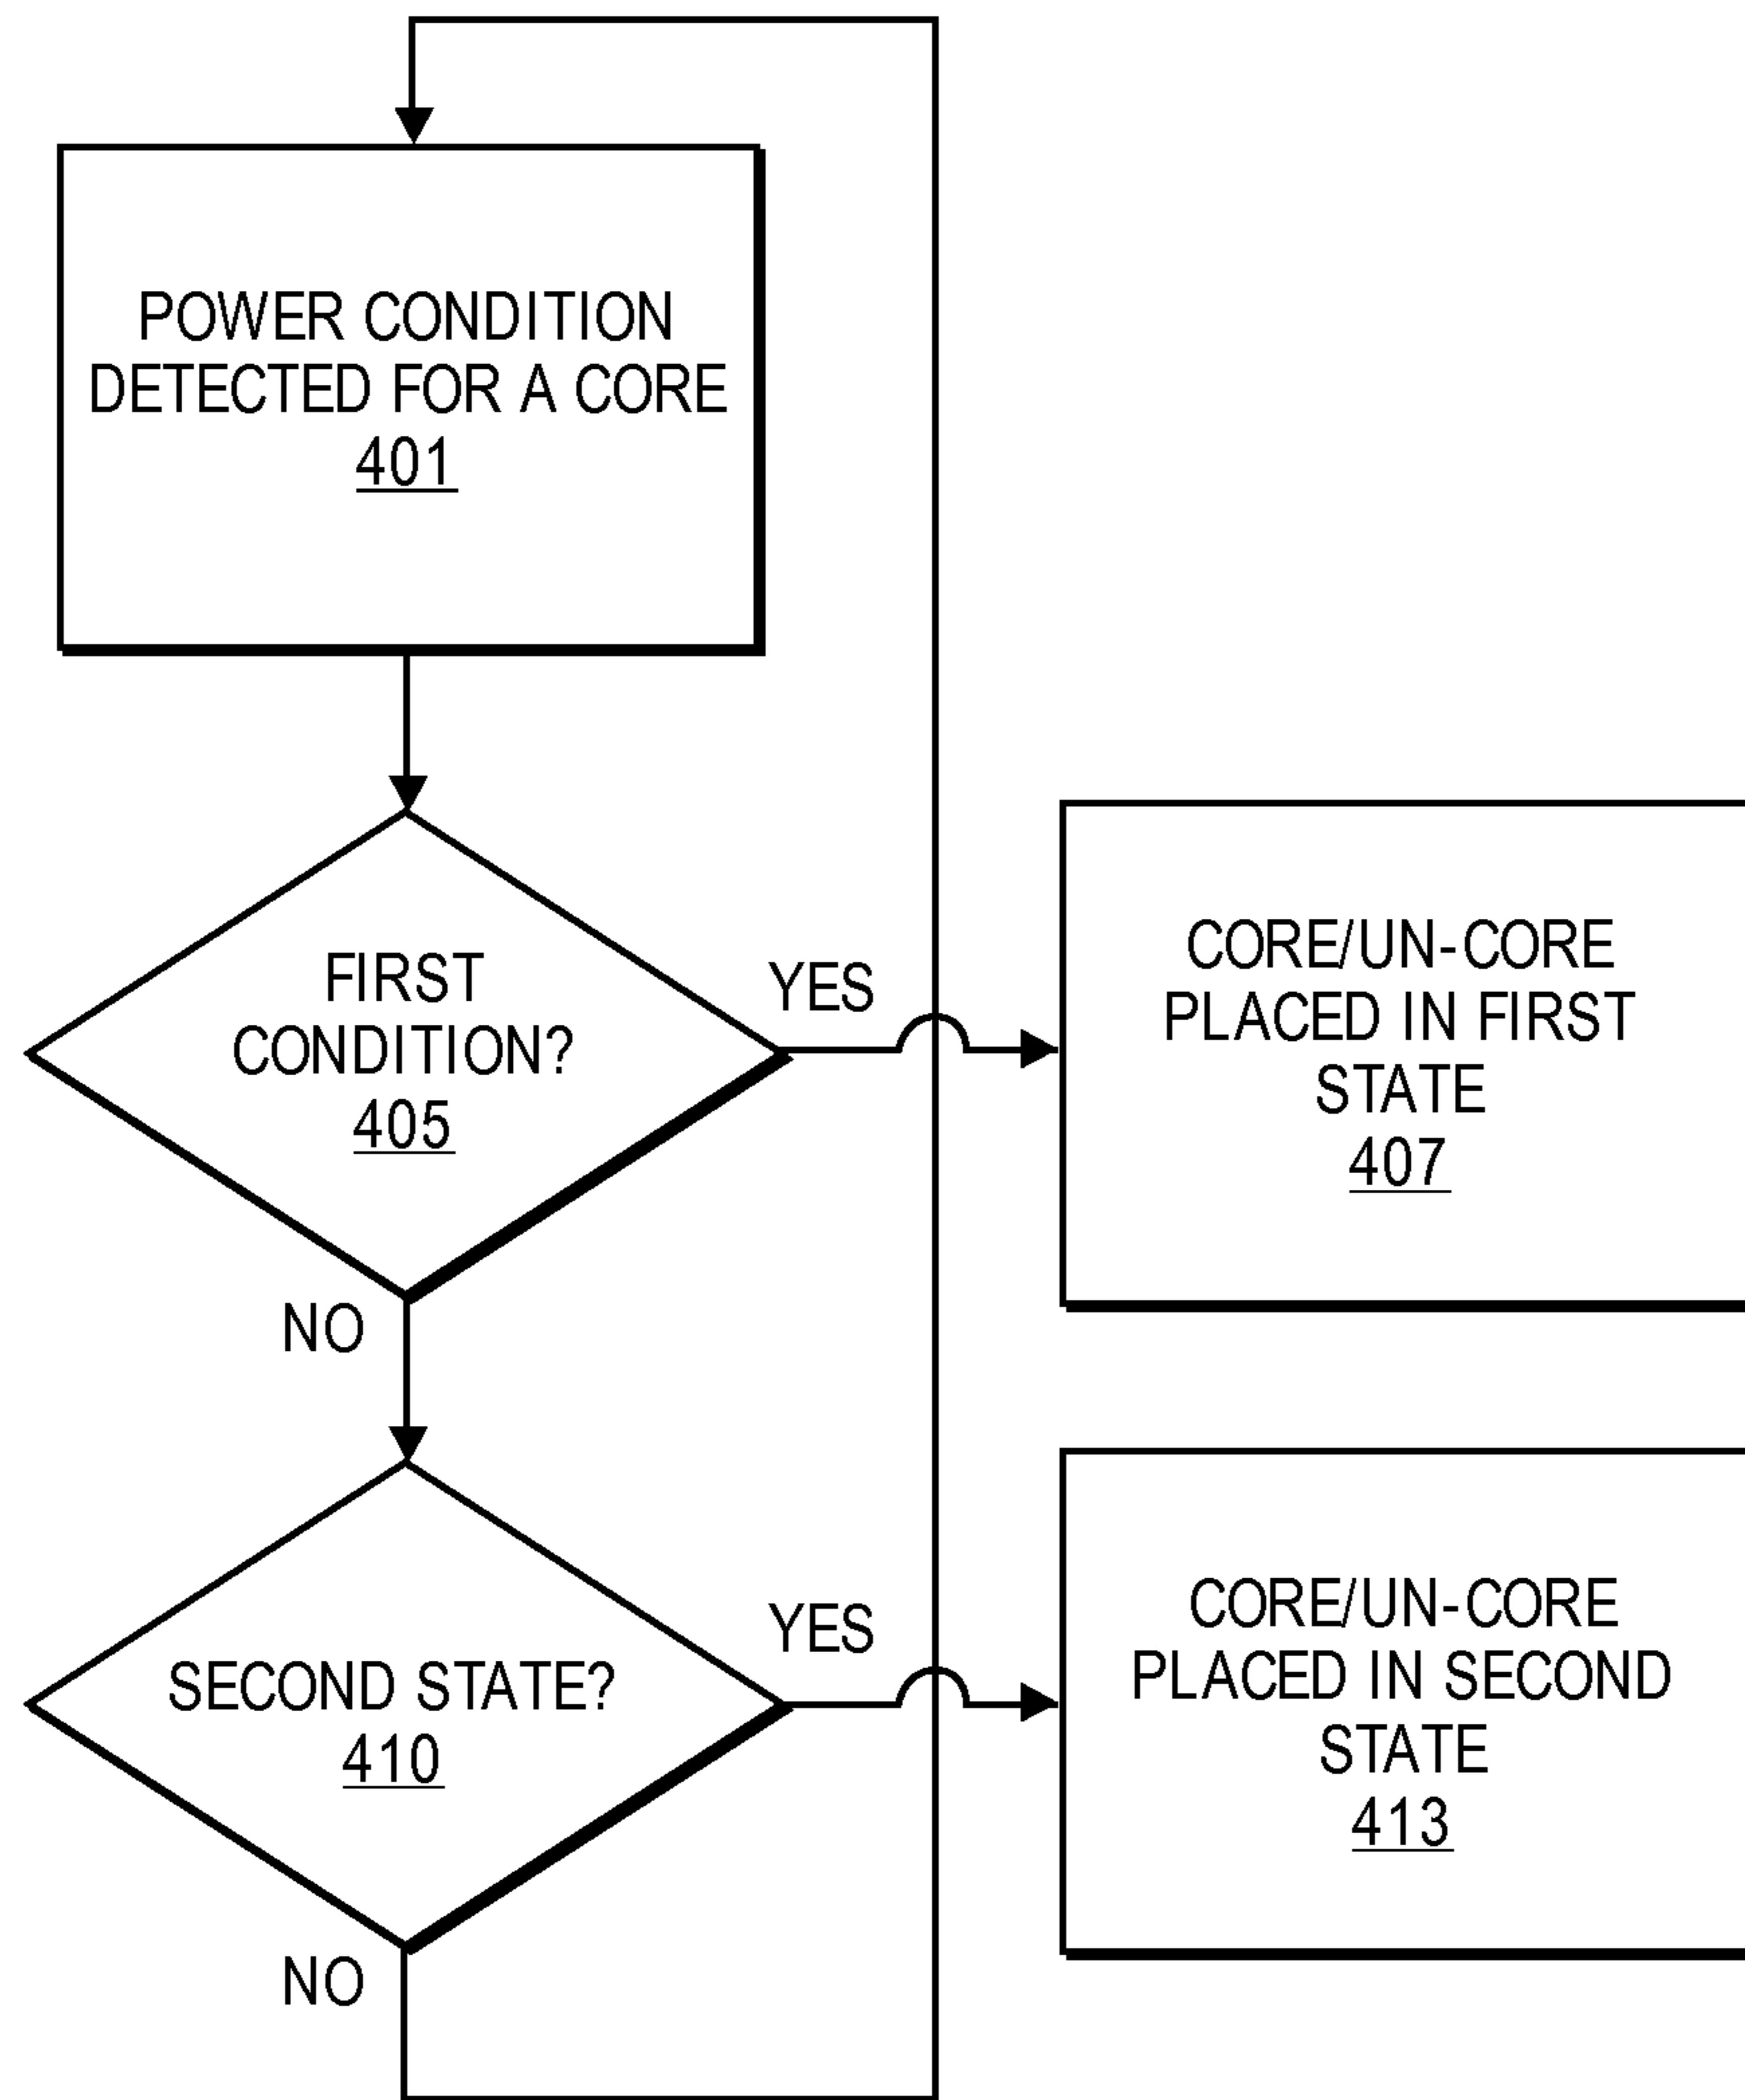 POWER CONDITION
DETECTED FOR A CORE
401
FIRST
CONDITION?
405
YES
CORE/UN-CORE
PLACED IN FIRST
STATE
407
NO
SECOND STATE?
410
YES
CORE/UN-CORE
PLACED IN SECOND
STATE
413
NO